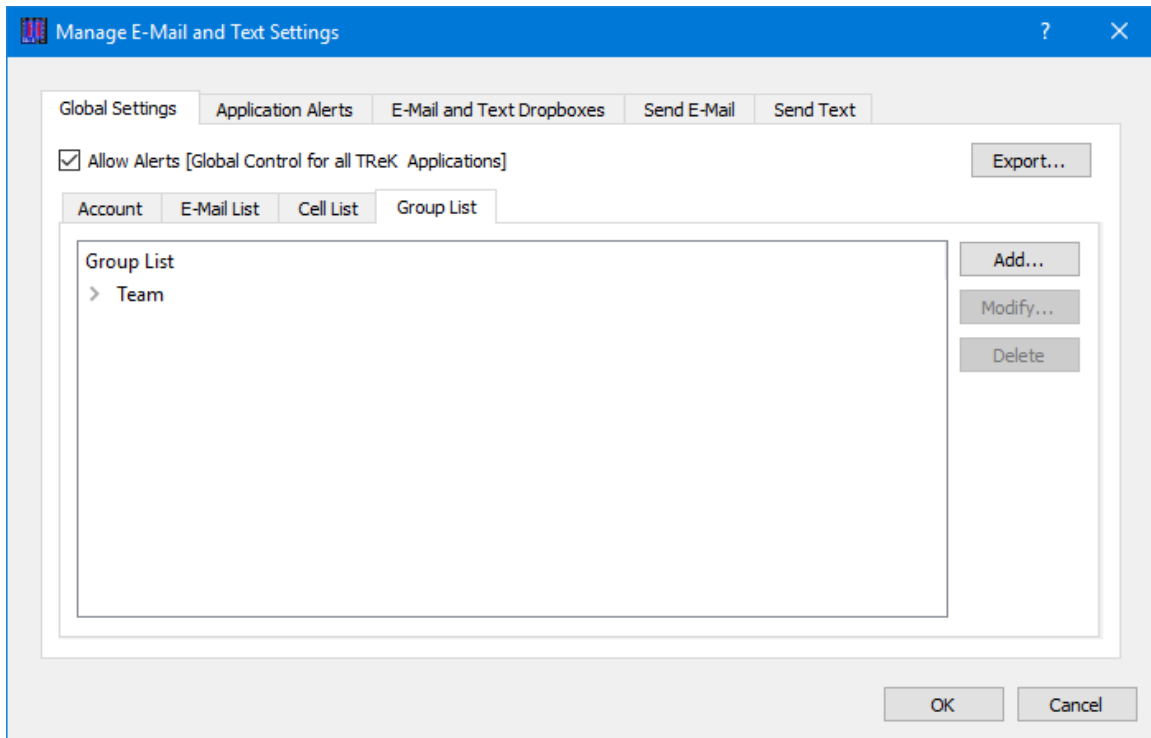 Manage E-Mail and Text Settings ?
Global Settings Application Alerts E-Mail and Text Dropboxes Send E-Mail Send Text
Allow Alerts [Global Control for all TReK Applications] Export...
Account E-Mail List Cell List Group List
Group List Add...
Team
Modify...
Delete
OK Cancel